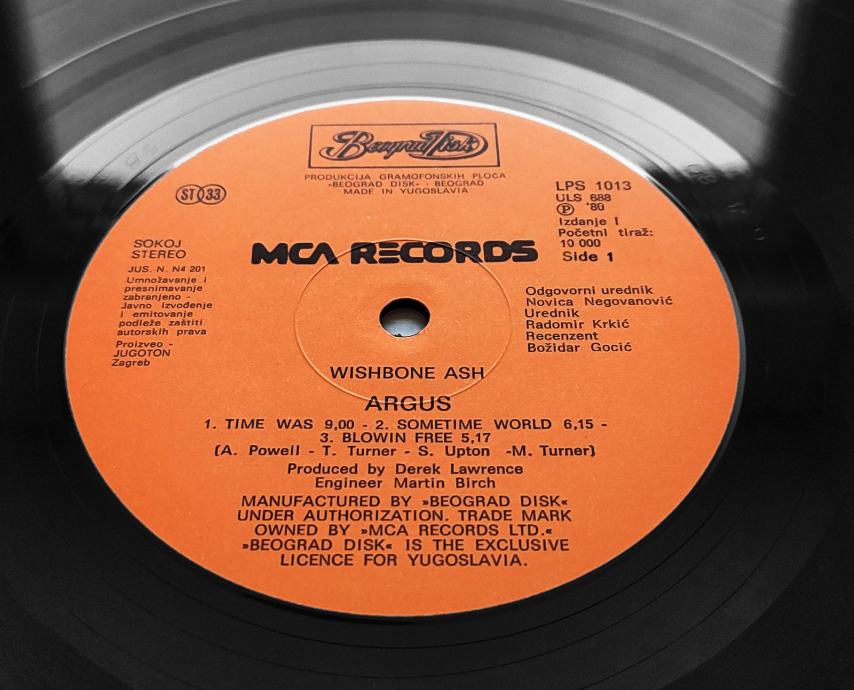 Beograd Disk
PRODUKCIJA GRAMOFONSKIH PLOCA
»BEOGRAD DISK« - BEOGRAD
MADE IN YUGOSLAVIA
ST 33
LPS 1013
ULS 688
Ⓟ '80
Izdanje I
Početni tiraž:
10 000
Side 1
SOKOJ
STEREO
JUS. N. N4 201
Umnožavanje i
presnimavanje
zabranjeno -
Javno izvođenje
i emitovanje
podleže zaštiti
autorskih prava
Proizveo -
JUGOTON
Zagreb
MCA RECORDS
Odgovorni urednik
Novica Negovanović
Urednik
Radomir Krkić
Recenzent
Božidar Gocić
WISHBONE ASH
ARGUS
1. TIME WAS 9,00 - 2. SOMETIME WORLD 6,15 -
3. BLOWIN FREE 5,17
(A. Powell - T. Turner - S. Upton -M. Turner)
Produced by Derek Lawrence
Engineer Martin Birch
MANUFACTURED BY »BEOGRAD DISK«
UNDER AUTHORIZATION. TRADE MARK
OWNED BY »MCA RECORDS LTD.«
»BEOGRAD DISK« IS THE EXCLUSIVE
LICENCE FOR YUGOSLAVIA.